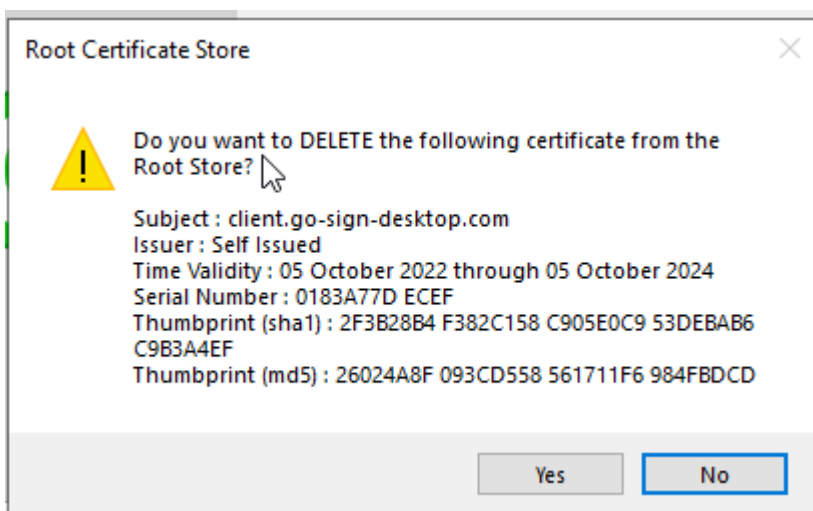 Root Certificate Store
Do you want to DELETE the following certificate from the
Root Store?
Subject : client.go-sign-desktop.com
Issuer : Self Issued
Time Validity : 05 October 2022 through 05 October 2024
Serial Number : 0183A77D ECEF
Thumbprint (sha1) : 2F3B28B4 F382C158 C905E0C9 53DEBAB6
C9B3A4EF
Thumbprint (md5) : 26024A8F 093CD558 561711F6 984FBDCD
Yes
No